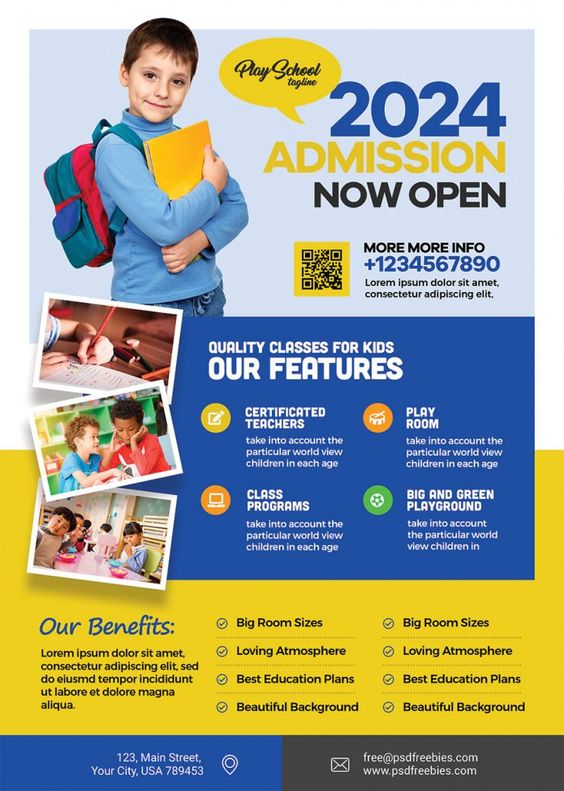 Play School
tagline
2024
ADMISSION
NOW OPEN
MORE MORE INFO
+1234567890
Lorem ipsum dolor sit amet,
consectetur adipiscing elit,
QUALITY CLASSES FOR KIDS
OUR FEATURES
CERTIFICATED
TEACHERS
take into account the
particular world view
children in each age
PLAY
ROOM
take into account the
particular world view
children in each age
CLASS
PROGRAMS
take into account the
particular world view
children in each age
BIG AND GREEN
PLAYGROUND
take into account
the particular world
view children in
Our Benefits:
Lorem ipsum dolor sit amet,
consectetur adipiscing elit, sed
do eiusmod tempor incididunt
ut labore et dolore magna
aliqua.
Big Room Sizes
Loving Atmosphere
Best Education Plans
Beautiful Background
Big Room Sizes
Loving Atmosphere
Best Education Plans
Beautiful Background
123, Main Street,
Your City, USA 789453
free@psdfreebies.com
www.psdfreebies.com